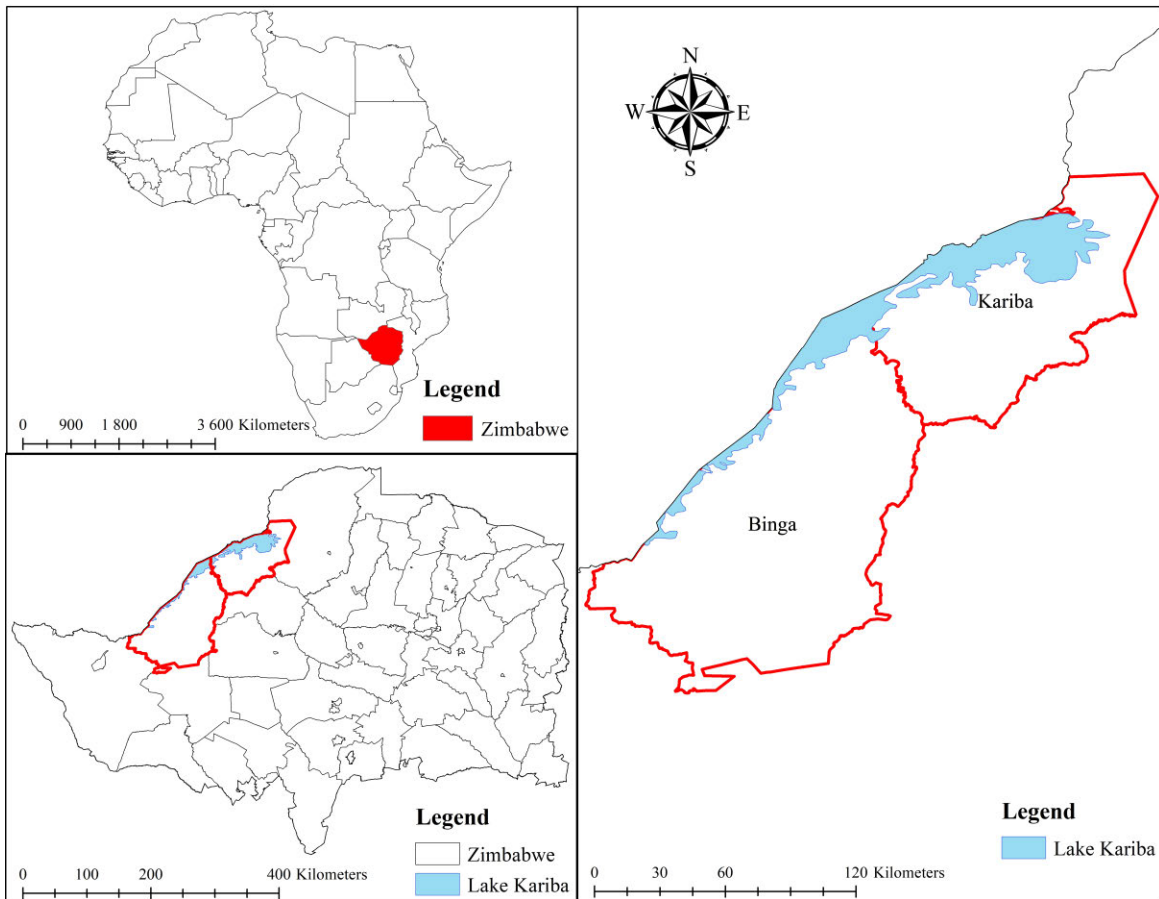 Legend
Zimbabwe
0 900 1 800 3 600 Kilometers
Legend
Zimbabwe
Lake Kariba
0 100 200 400 Kilometers
N
W E
S
Kariba
Binga
Legend
Lake Kariba
0 30 60 120 Kilometers